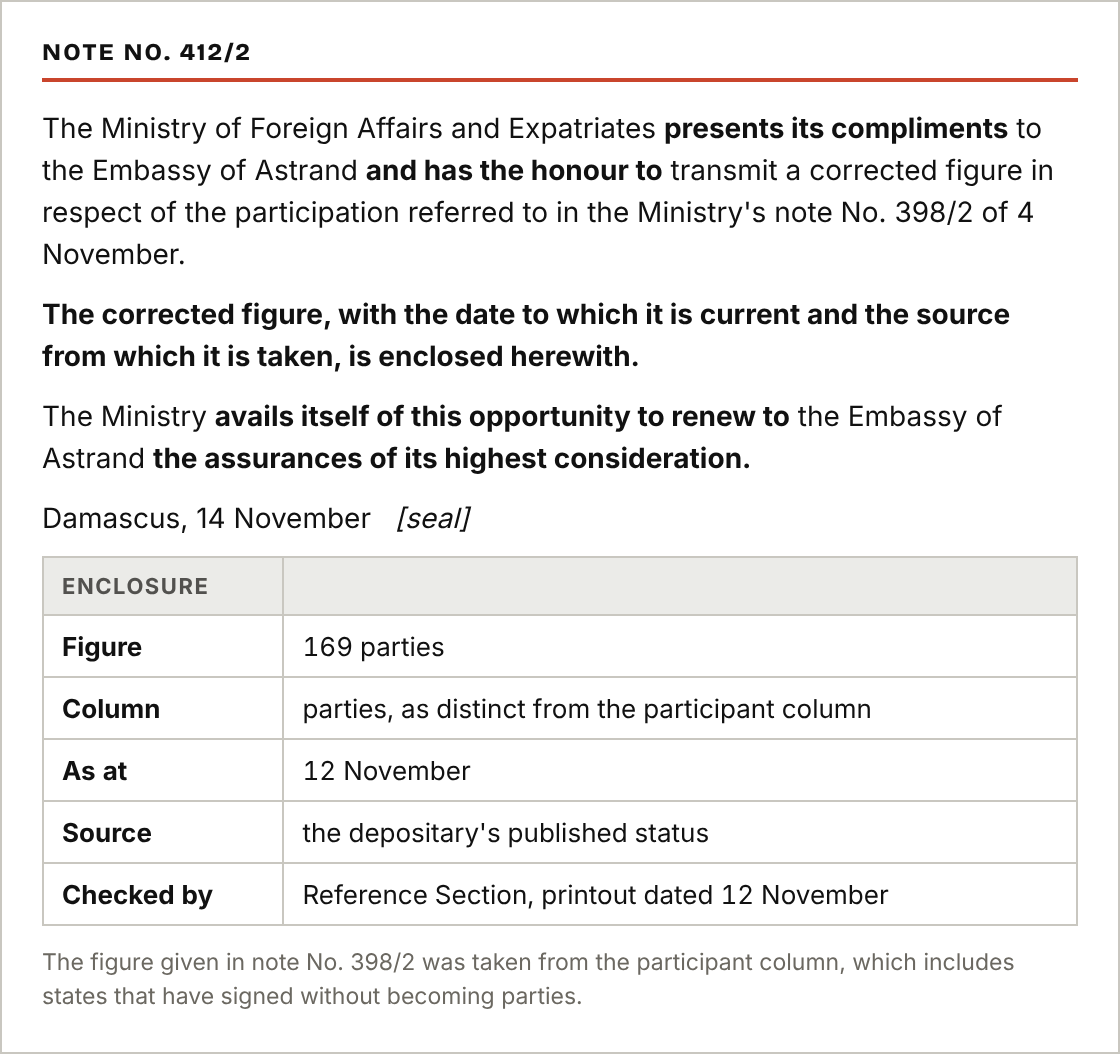 NOTE NO. 412/2
The Ministry of Foreign Affairs and Expatriates presents its compliments to
the Embassy of Astrand and has the honour to transmit a corrected figure in
respect of the participation referred to in the Ministry's note No. 398/2 of 4
November.
The corrected figure, with the date to which it is current and the source
from which it is taken, is enclosed herewith.
The Ministry avails itself of this opportunity to renew to the Embassy of
Astrand the assurances of its highest consideration.
Damascus, 14 November [seal]
ENCLOSURE
Figure 169 parties
Column parties, as distinct from the participant column
As at 12 November
Source the depositary's published status
Checked by Reference Section, printout dated 12 November
The figure given in note No. 398/2 was taken from the participant column, which includes
states that have signed without becoming parties.